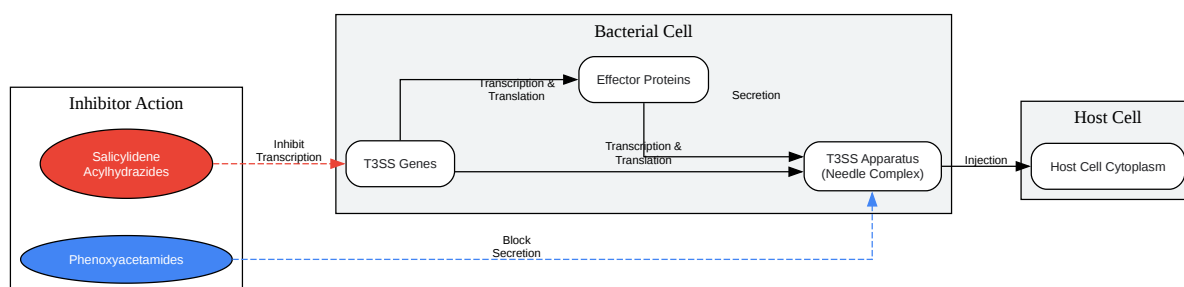 Bacterial Cell
Inhibitor Action
Salicylidene
Acylhydrazides
Phenoxyacetamides
Inhibit
Transcription
T3SS Genes
Transcription &
Translation
Effector Proteins
Secretion
Transcription &
Translation
T3SS Apparatus
(Needle Complex)
Block
Secretion
Injection
Host Cell
Host Cell Cytoplasm